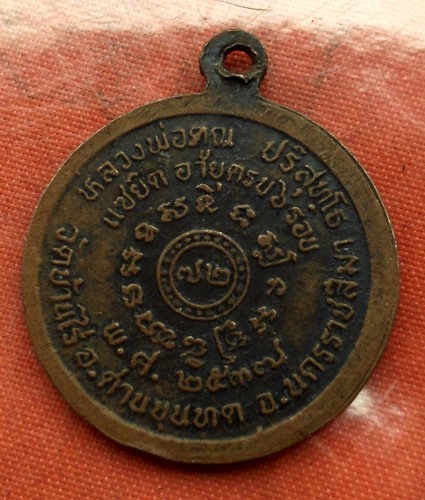 หลวงพ่อคูณ ปริสุทโธ
แซยิด อายุครบ ๖ รอบ
๗๒
พ.ศ. ๒๕๓๗
วัดบ้านไร่ อ.ด่านขุนทด จ.นครราชสีมา